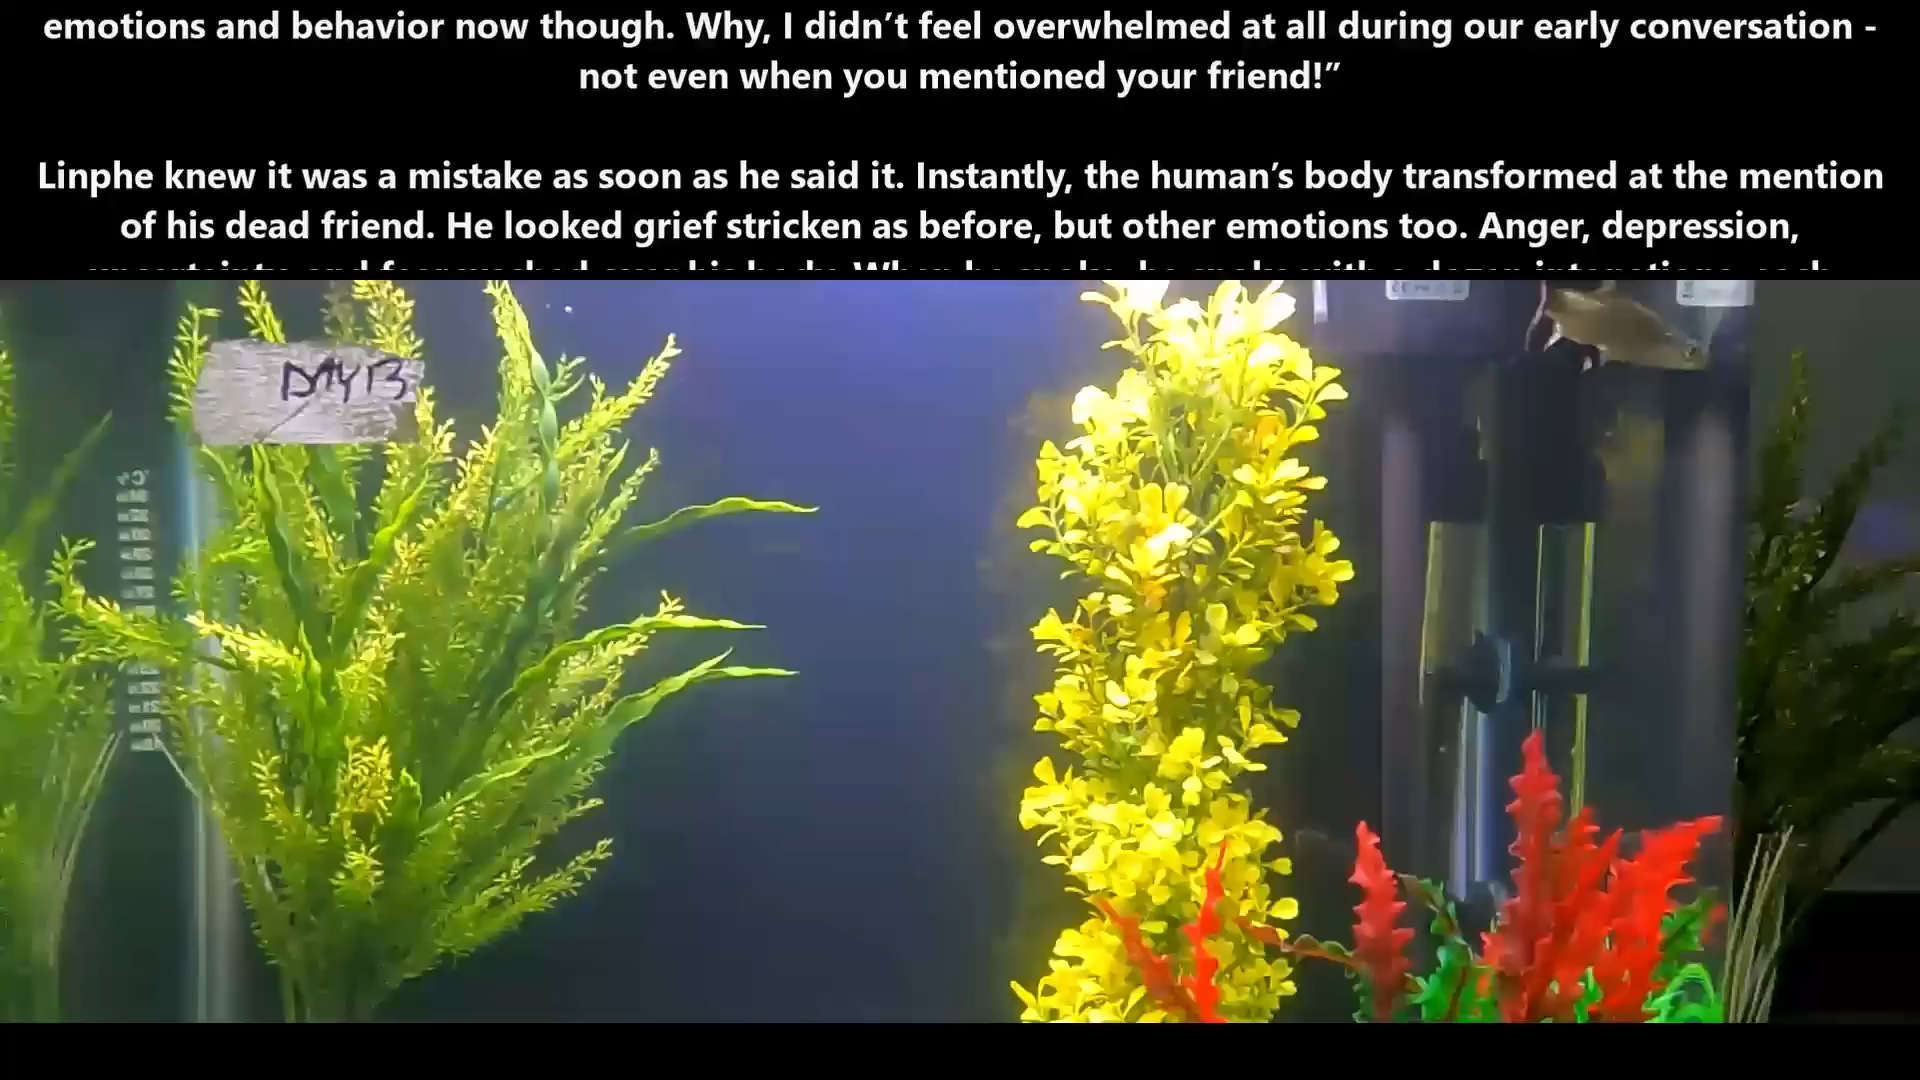 emotions and behavior now though. Why, I didn’t feel overwhelmed at all during our early conversation -
not even when you mentioned your friend!”
Linphe knew it was a mistake as soon as he said it. Instantly, the human’s body transformed at the mention
of his dead friend. He looked grief stricken as before, but other emotions too. Anger, depression,
DAY 13